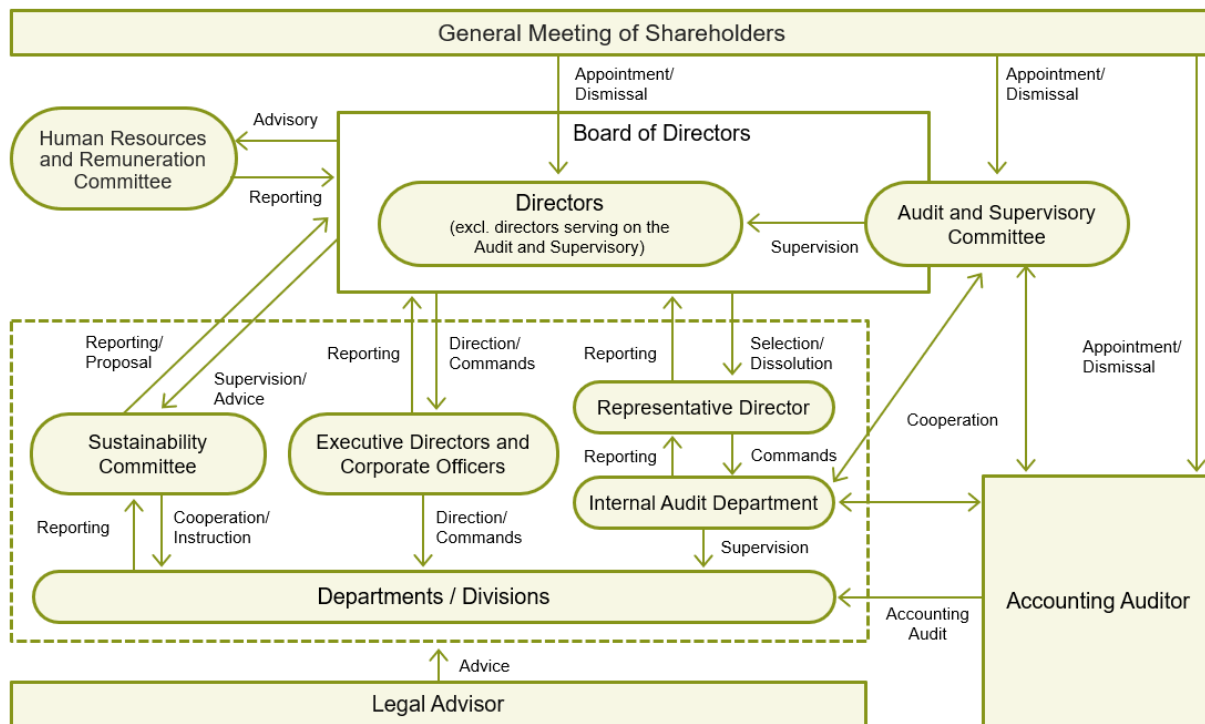 General Meeting of Shareholders
Appointment/
Dismissal
Appointment/
Dismissal
Human Resources
and Remuneration
Committee
Advisory
Reporting
Board of Directors
Directors
(excl. directors serving on the
Audit and Supervisory)
Supervision
Audit and Supervisory
Committee
Reporting/
Proposal
Supervision/
Advice
Reporting
Direction/
Commands
Reporting
Selection/
Dissolution
Appointment/
Dismissal
Cooperation
Sustainability
Committee
Executive Directors and
Corporate Officers
Representative Director
Reporting
Commands
Internal Audit Department
Reporting
Cooperation/
Instruction
Direction/
Commands
Supervision
Departments / Divisions
Accounting
Audit
Accounting Auditor
Advice
Legal Advisor